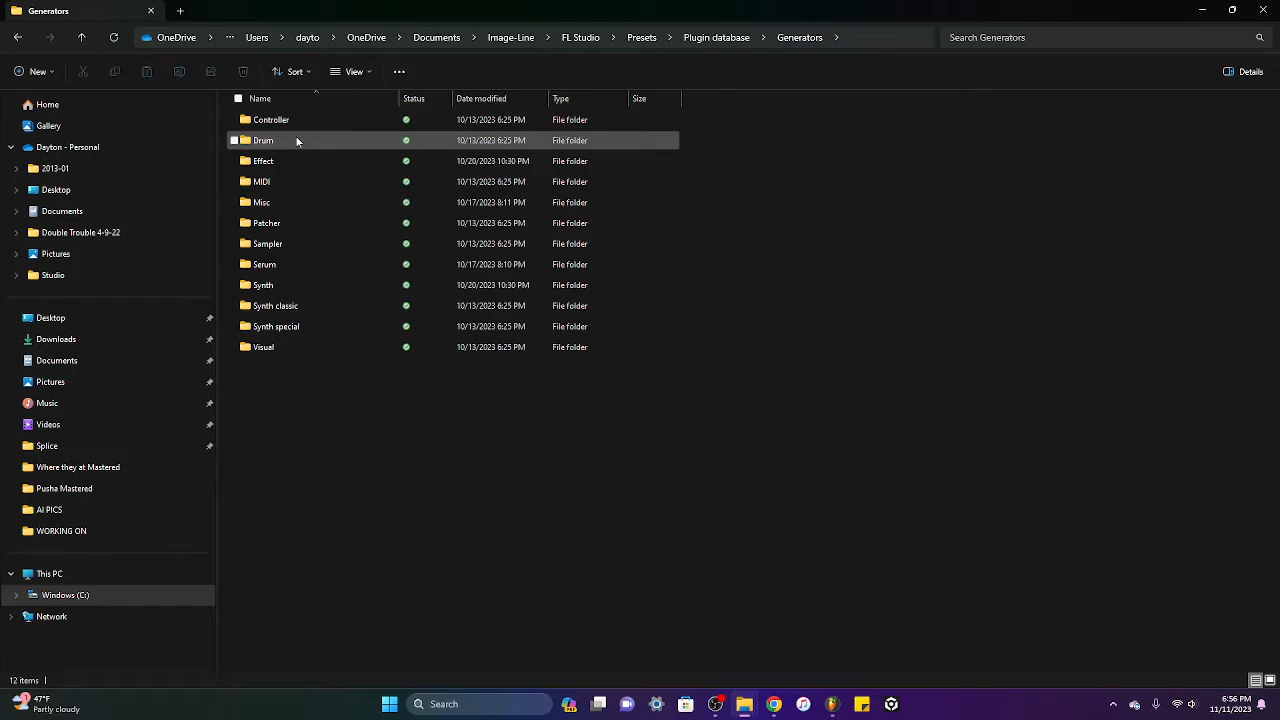 Generators
OneDrive > ··· Users > dayto > OneDrive > Documents > Image-Line > FL Studio > Presets > Plugin database > Generators >
Search Generators
New
Sort
View
Details
Name Status Date modified Type Size
Controller 10/13/2023 6:25 PM File folder
Drum 10/13/2023 6:25 PM File folder
Effect 10/20/2023 10:30 PM File folder
MIDI 10/13/2023 6:25 PM File folder
Misc 10/17/2023 8:11 PM File folder
Patcher 10/13/2023 6:25 PM File folder
Sampler 10/13/2023 6:25 PM File folder
Serum 10/17/2023 8:10 PM File folder
Synth 10/20/2023 10:30 PM File folder
Synth classic 10/13/2023 6:25 PM File folder
Synth special 10/13/2023 6:25 PM File folder
Visual 10/13/2023 6:25 PM File folder
Home
Gallery
Dayton - Personal
2013-01
Desktop
Documents
Double Trouble 4-9-22
Pictures
Studio
Desktop
Downloads
Documents
Pictures
Music
Videos
Splice
Where they at Mastered
Pusha Mastered
AI PICS
WORKING ON
This PC
Windows (C:)
Network
12 items
47°F
Partly cloudy
Search
6:56 PM
11/11/2023